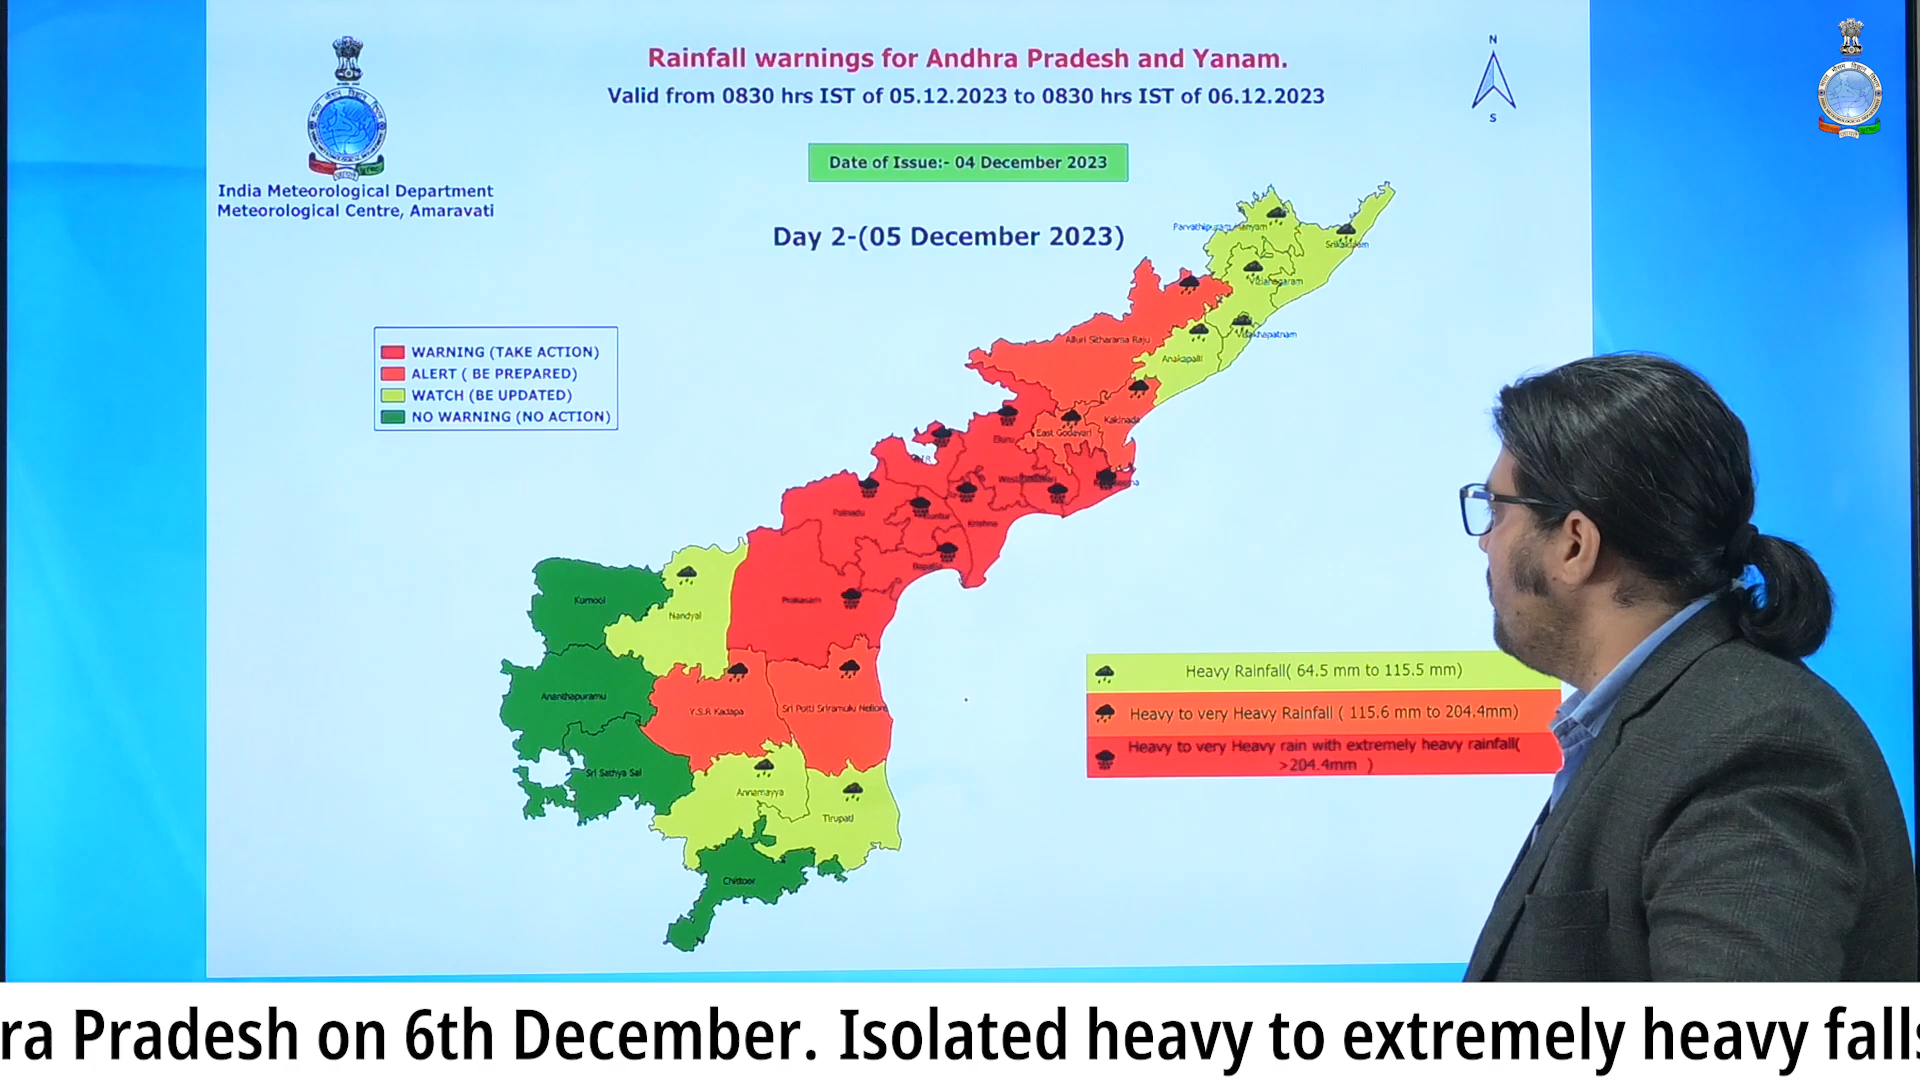 N
Rainfall warnings for Andhra Pradesh and Yanam.
Valid from 0830 hrs IST of 05.12.2023 to 0830 hrs IST of 06.12.2023
S
Date of Issue:- 04 December 2023
India Meteorological Department
Meteorological Centre, Amaravati
Day 2-(05 December 2023)
Parvathipuram Manyam
Srikakulam
Vizianagaram
Visakhapatnam
Alluri Sitharama Raju
Anakapalli
WARNING (TAKE ACTION)
ALERT ( BE PREPARED)
WATCH (BE UPDATED)
NO WARNING (NO ACTION)
Kakinada
East Godavari
Eluru
Palnadu
Guntur
Krishna
Bapatla
Prakasam
Kurnool
Nandyal
Ananthapuramu
Y.S.R Kadapa
Sri Potti Sriramulu Nellore
Sri Sathya Sai
Annamayya
Tirupati
Chittoor
Heavy Rainfall( 64.5 mm to 115.5 mm)
Heavy to very Heavy Rainfall ( 115.6 mm to 204.4mm)
Heavy to very Heavy rain with extremely heavy rainfall(
>204.4mm )
ra Pradesh on 6th December. Isolated heavy to extremely heavy falls